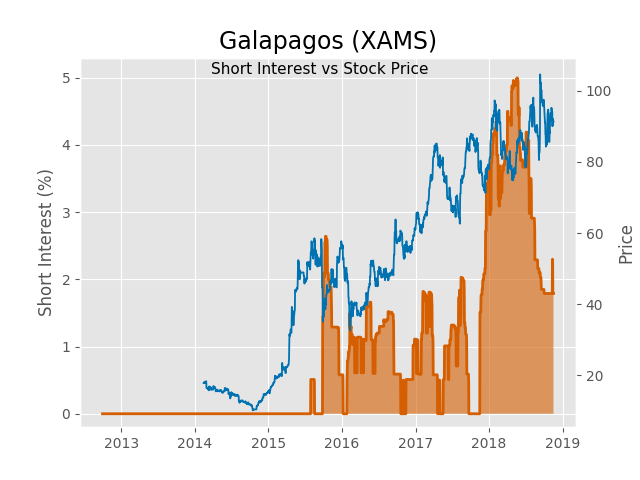 Galapagos (XAMS)
Short Interest vs Stock Price
5
4
3
2
1
0
Short Interest (%)
100
80
60
40
20
Price
2013 2014 2015 2016 2017 2018 2019